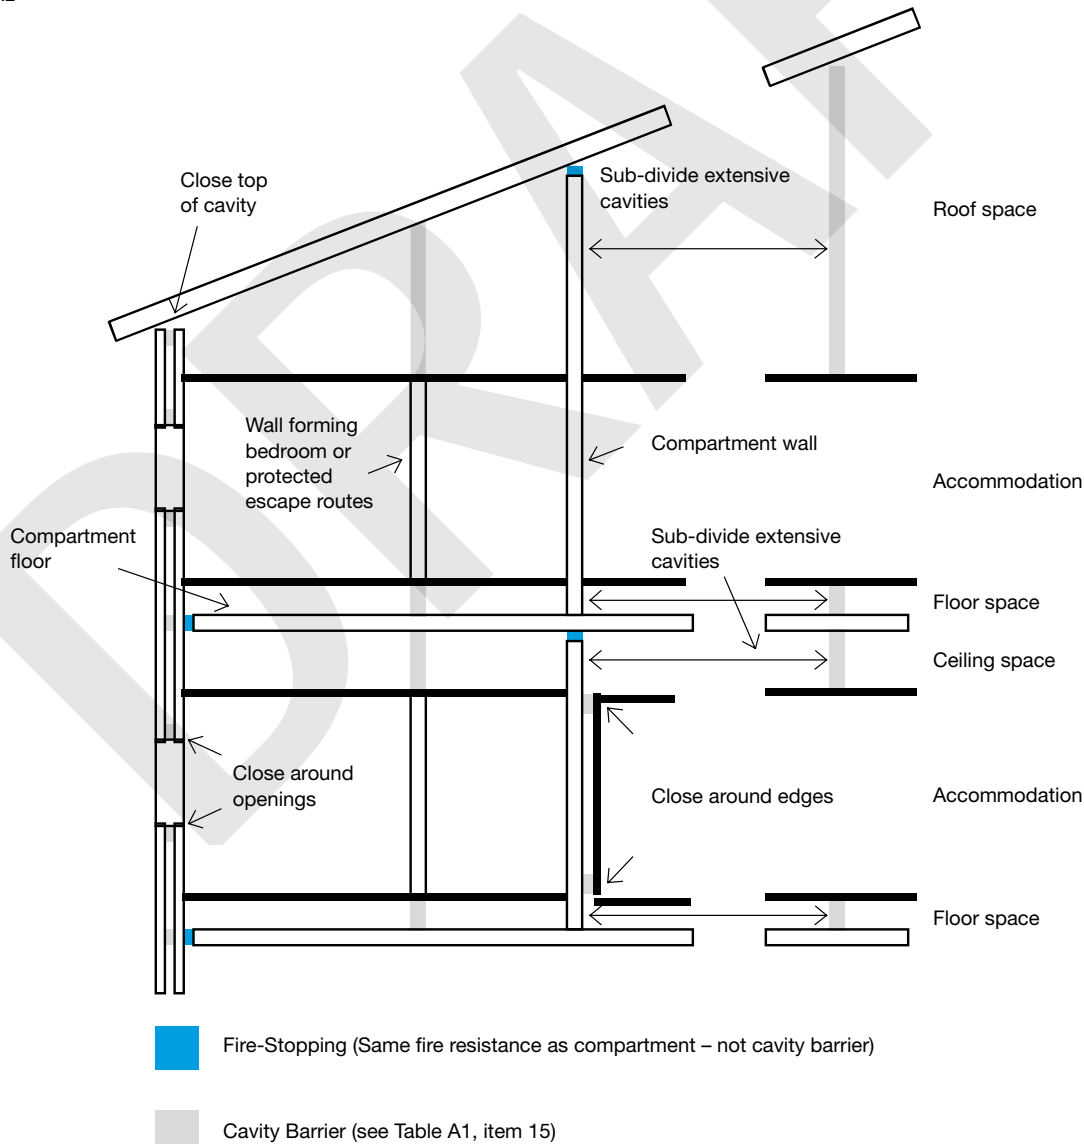 Close top
of cavity
Sub-divide extensive
cavities
Roof space
Wall forming
bedroom or
protected
escape routes
Compartment wall
Accommodation
Compartment
floor
Sub-divide extensive
cavities
Floor space
Ceiling space
Close around
openings
Close around edges
Accommodation
Floor space
Fire-Stopping (Same fire resistance as compartment – not cavity barrier)
Cavity Barrier (see Table A1, item 15)